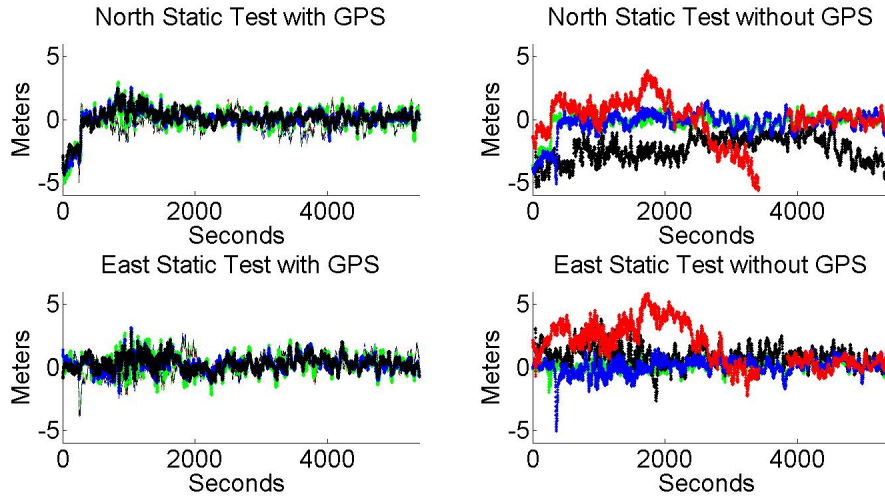 North Static Test with GPS
5
0
-5
Meters
0 2000 4000
Seconds
North Static Test without GPS
5
0
-5
Meters
0 2000 4000
Seconds
East Static Test with GPS
5
0
-5
Meters
0 2000 4000
Seconds
East Static Test without GPS
5
0
-5
Meters
0 2000 4000
Seconds